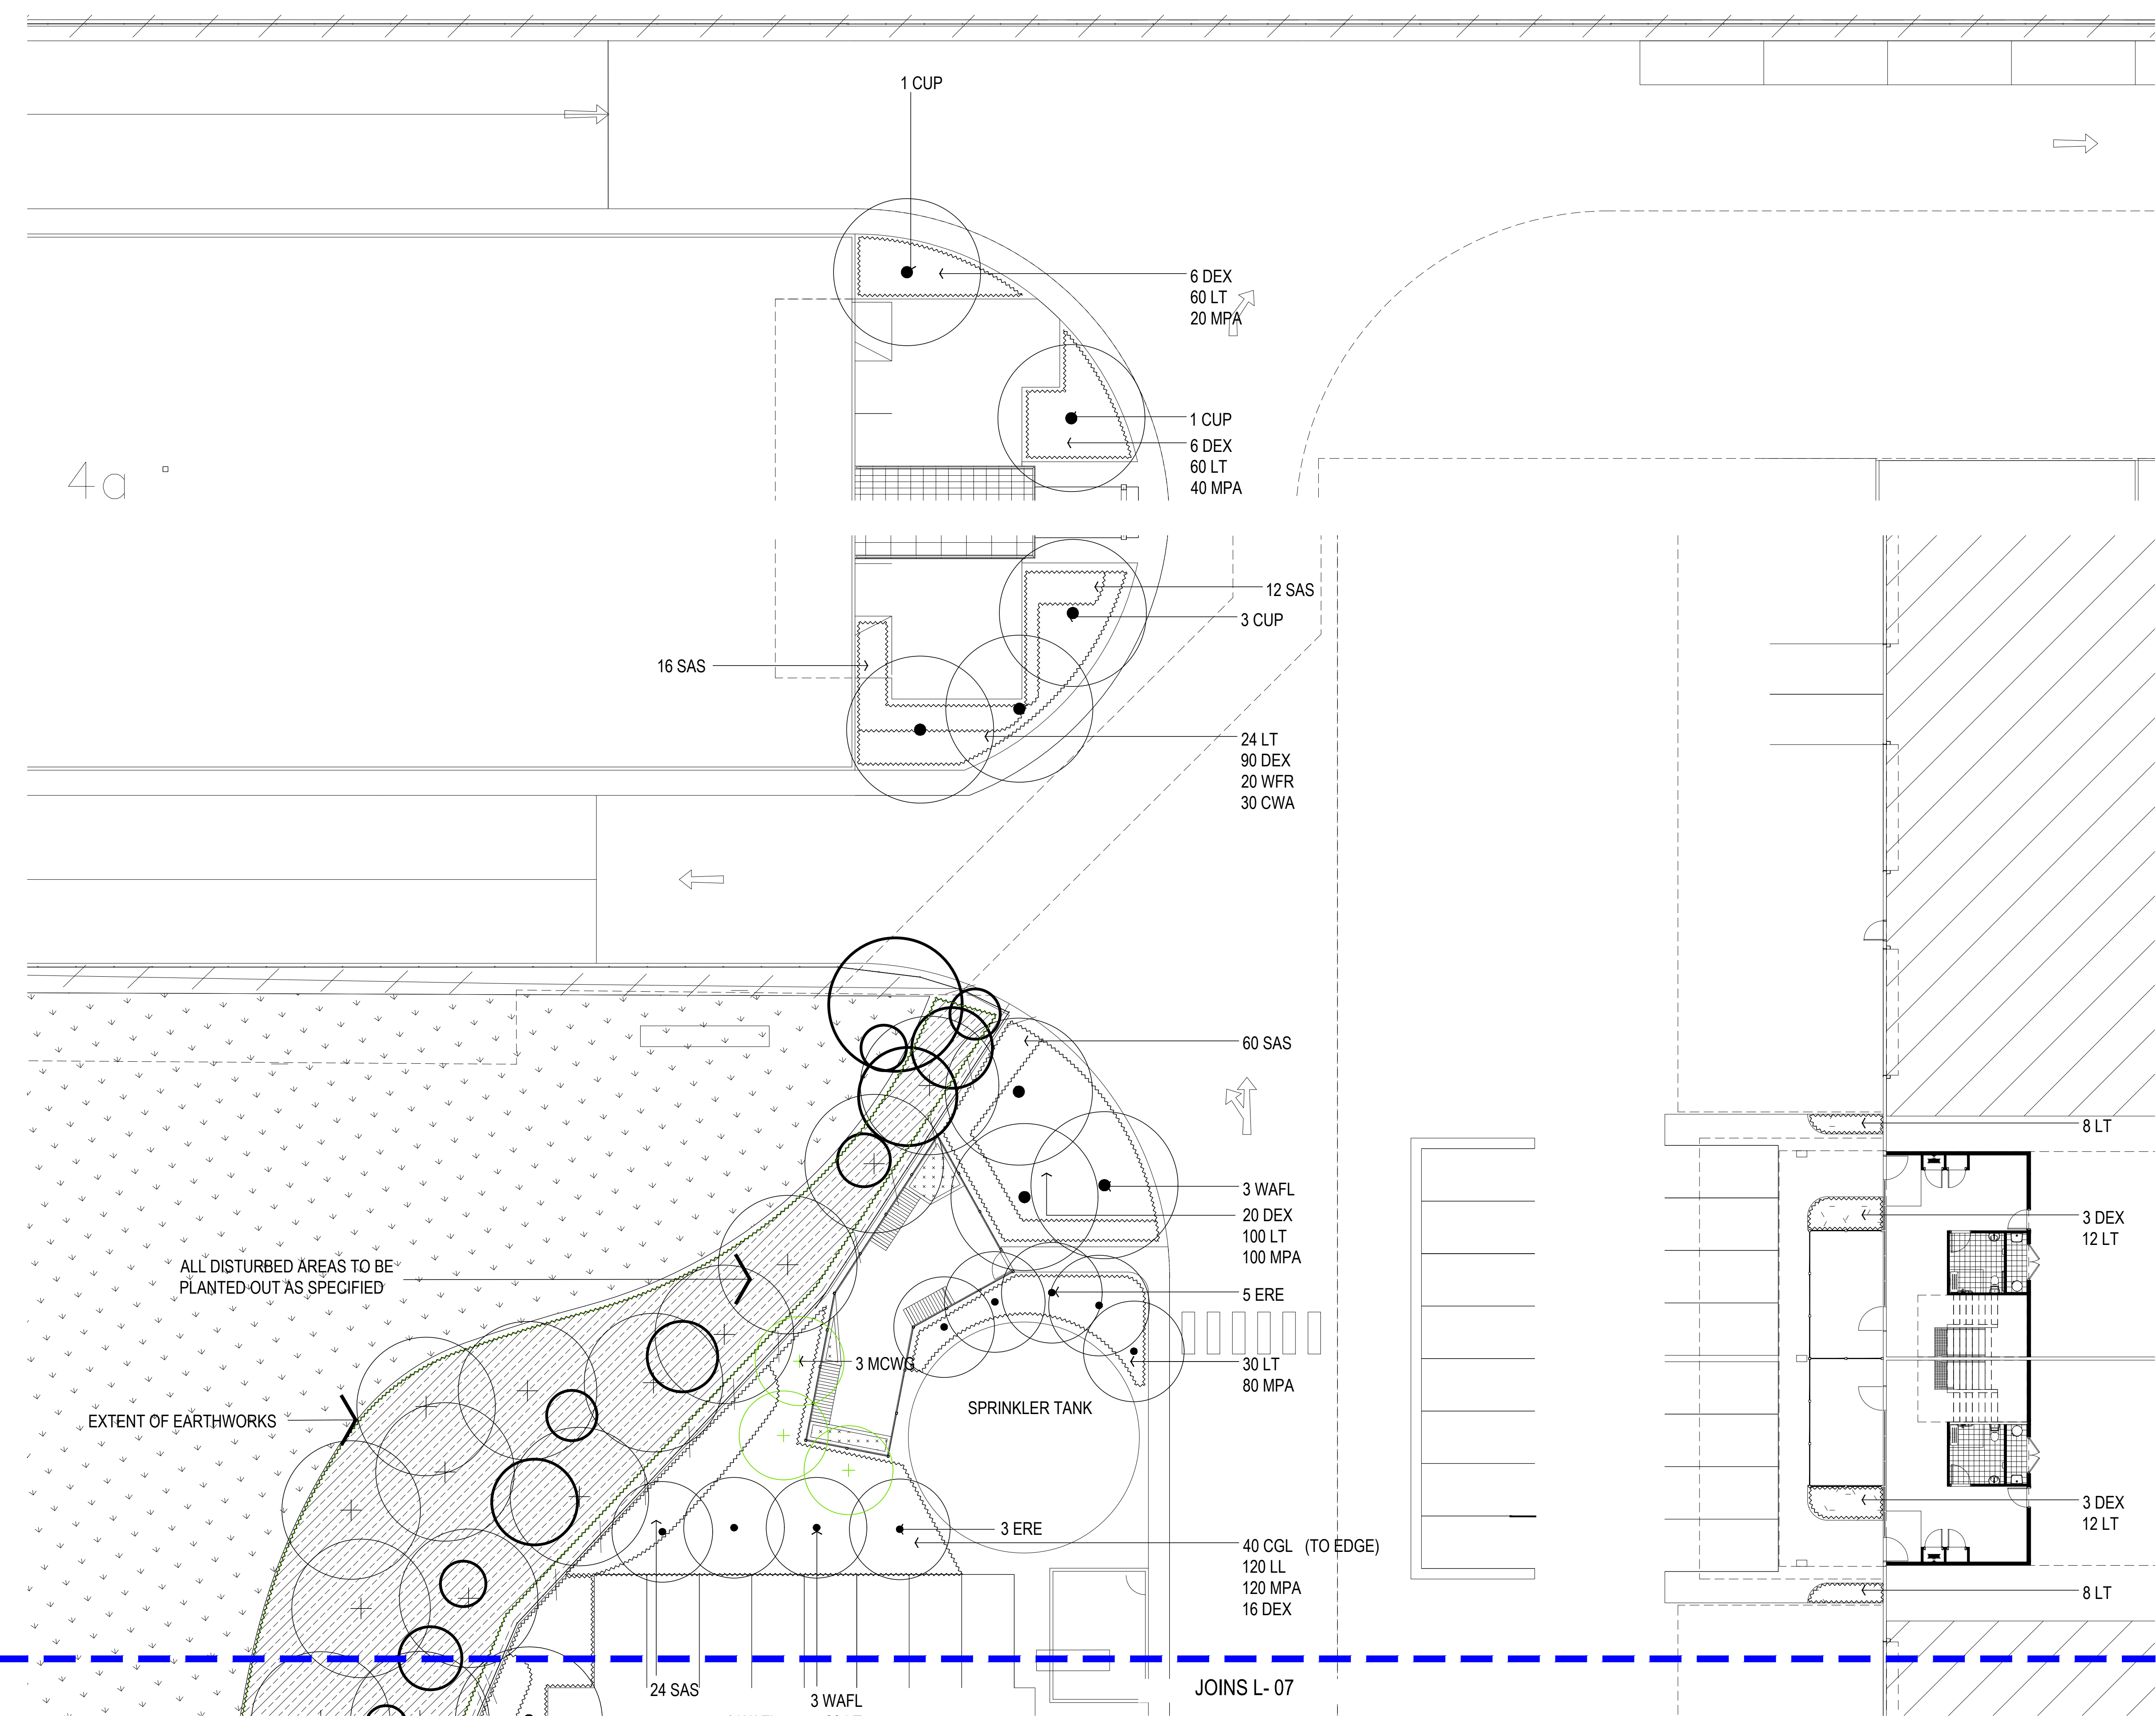 1 CUP
6 DEX
60 LT
20 MPA
1 CUP
6 DEX
60 LT
40 MPA
4a
12 SAS
3 CUP
16 SAS
24 LT
90 DEX
20 WFR
30 CWA
60 SAS
8 LT
3 WAFL
20 DEX
100 LT
100 MPA
3 DEX
12 LT
ALL DISTURBED AREAS TO BE
PLANTED OUT AS SPECIFIED
5 ERE
3 MCWG
30 LT
80 MPA
SPRINKLER TANK
EXTENT OF EARTHWORKS
3 DEX
12 LT
3 ERE
40 CGL (TO EDGE)
120 LL
120 MPA
16 DEX
8 LT
24 SAS
3 WAFL
JOINS L- 07